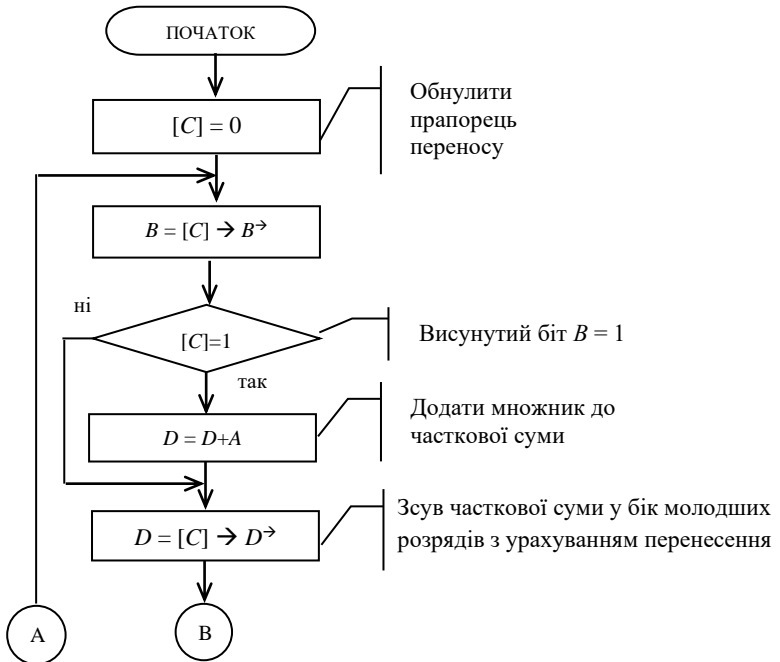 ПОЧАТОК
Обнулити
прапорець
переносу
[C] = 0
B = [C] → B→
ні
[C]=1
Висунутий біт B = 1
так
Додати множник до
часткової суми
D = D+A
Зсув часткової суми у бік молодших
розрядів з урахуванням перенесення
D = [C] → D→
А
В